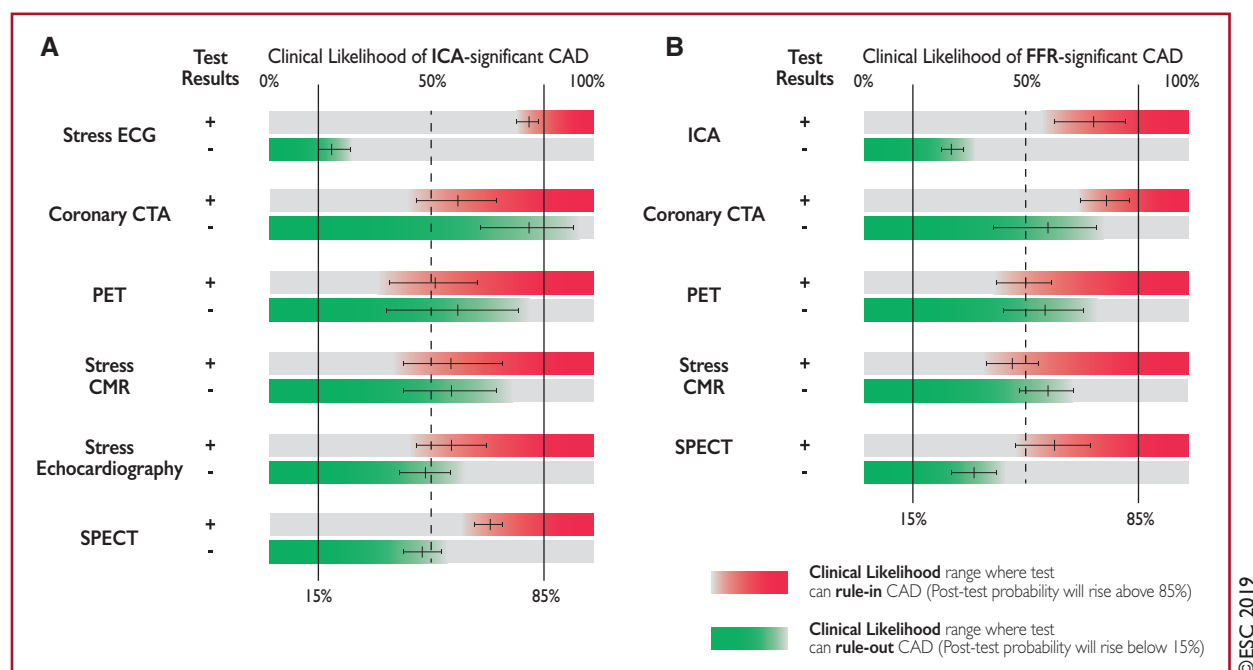 A
Test
Results
Clinical Likelihood of ICA-significant CAD
0% 50% 100%
Stress ECG
+
-
Coronary CTA
+
-
PET
+
-
Stress
CMR
+
-
Stress
Echocardiography
+
-
SPECT
+
-
15% 85%
B
Test
Results
Clinical Likelihood of FFR-significant CAD
0% 50% 100%
ICA
+
-
Coronary CTA
+
-
PET
+
-
Stress
CMR
+
-
SPECT
+
-
15% 85%
Clinical Likelihood range where test
can rule-in CAD (Post-test probability will rise above 85%)
Clinical Likelihood range where test
can rule-out CAD (Post-test probability will rise below 15%)
©ESC 2019